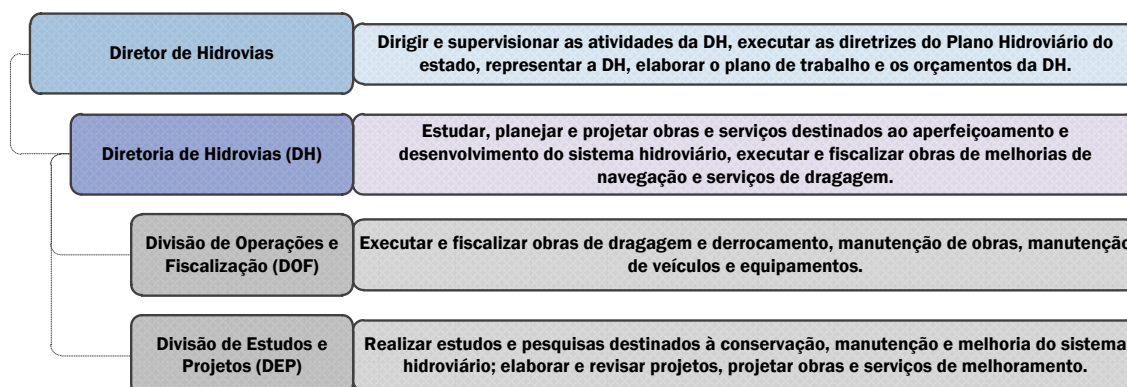 Diretor de Hidrovias
Dirigir e supervisionar as atividades da DH, executar as diretrizes do Plano Hidroviário do
estado, representar a DH, elaborar o plano de trabalho e os orçamentos da DH.
Diretoria de Hidrovias (DH)
Estudar, planejar e projetar obras e serviços destinados ao aperfeiçoamento e
desenvolvimento do sistema hidroviário, executar e fiscalizar obras de melhorias de
navegação e serviços de dragagem.
Divisão de Operações e
Fiscalização (DOF)
Executar e fiscalizar obras de dragagem e derrocamento, manutenção de obras, manutenção
de veículos e equipamentos.
Divisão de Estudos e
Projetos (DEP)
Realizar estudos e pesquisas destinados à conservação, manutenção e melhoria do sistema
hidroviário; elaborar e revisar projetos, projetar obras e serviços de melhoramento.